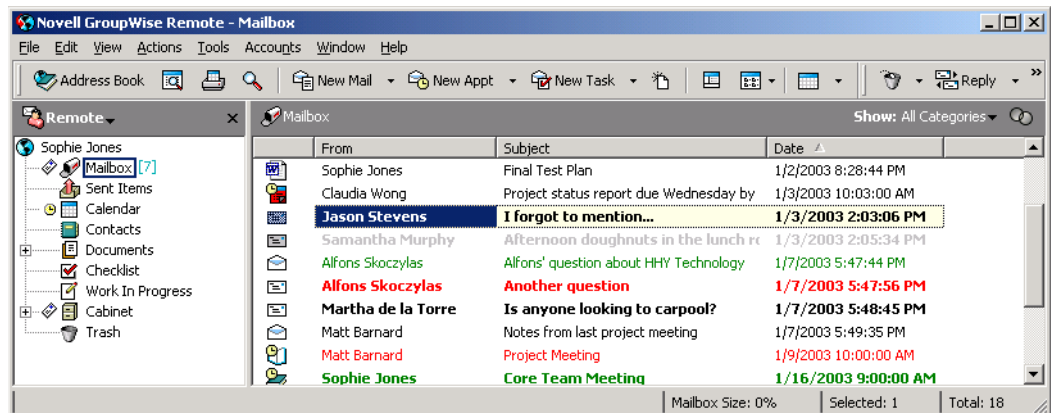 Novell GroupWise Remote - Mailbox
File Edit View Actions Tools Accounts Window Help
Address Book New Mail New Appt New Task Reply »
Remote × Mailbox Show: All Categories
Sophie Jones
Mailbox [7]
Sent Items
Calendar
Contacts
Documents
Checklist
Work In Progress
Cabinet
Trash
From Subject Date
Sophie Jones Final Test Plan 1/2/2003 8:28:44 PM
Claudia Wong Project status report due Wednesday by 1/3/2003 10:03:00 AM
Jason Stevens I forgot to mention... 1/3/2003 2:03:06 PM
Samantha Murphy Afternoon doughnuts in the lunch 1/3/2003 2:05:34 PM
Alfons Skoczylas Alfons' question about HHY Technology 1/7/2003 5:47:44 PM
Alfons Skoczylas Another question 1/7/2003 5:47:56 PM
Martha de la Torre Is anyone looking to carpool? 1/7/2003 5:48:45 PM
Matt Barnard Notes from last project meeting 1/7/2003 5:49:35 PM
Matt Barnard Project Meeting 1/9/2003 10:00:00 AM
Sophie Jones Core Team Meeting 1/16/2003 9:00:00 AM
Mailbox Size: 0% Selected: 1 Total: 18